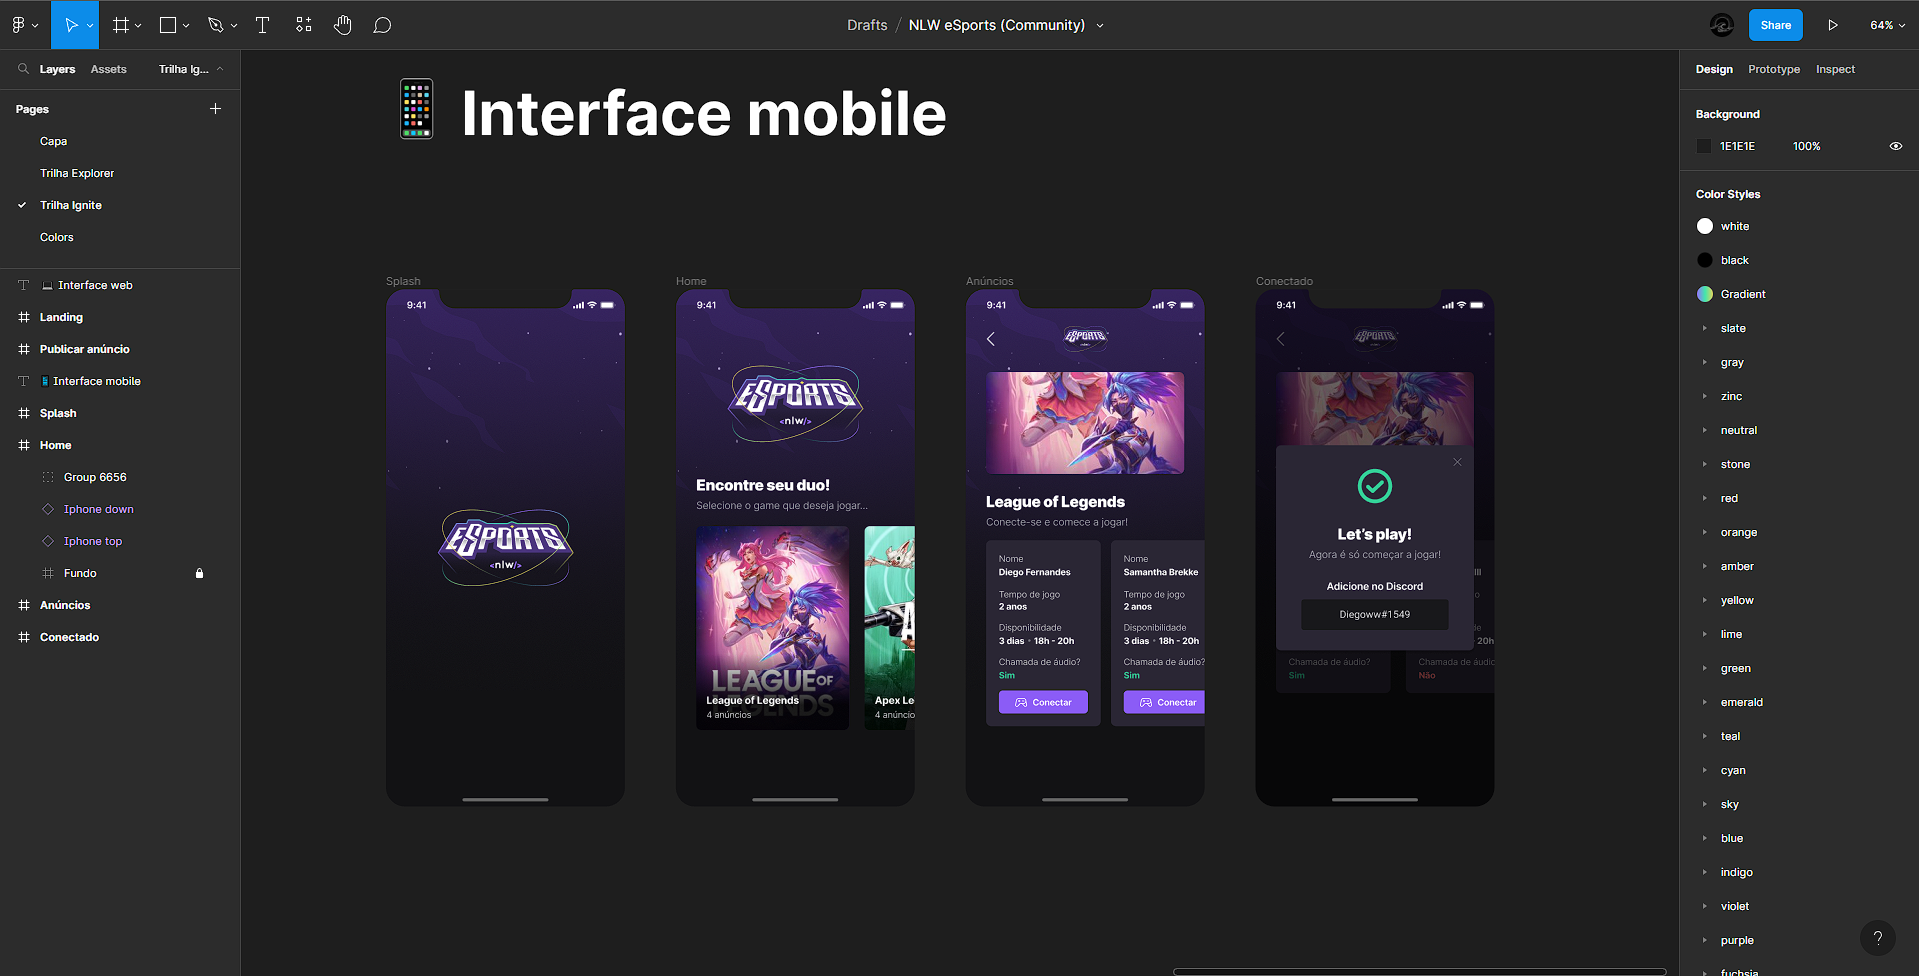 Drafts / NLW eSports (Community)
Share
64%
Layers
Assets
Trilha Ig...
Pages
Capa
Trilha Explorer
Trilha Ignite
Colors
Interface web
Landing
Publicar anúncio
Interface mobile
Splash
Home
Group 6656
Iphone down
Iphone top
Fundo
Anúncios
Conectado
Interface mobile
Splash
9:41
ESPORTS
<nlw/>
Home
9:41
ESPORTS
<nlw/>
Encontre seu duo!
Selecione o game que deseja jogar...
LEAGUE OF
LEGENDS
League of Legends
4 anúncios
Apex Le
4 anúncio
Anúncios
9:41
ESPORTS
League of Legends
Conecte-se e comece a jogar!
Nome
Diego Fernandes
Tempo de jogo
2 anos
Disponibilidade
3 dias • 18h - 20h
Chamada de áudio?
Sim
Conectar
Nome
Samantha Brekke
Tempo de jogo
2 anos
Disponibilidade
3 dias • 18h - 20h
Chamada de áudio?
Sim
Conectar
Conectado
9:41
ESPORTS
Let's play!
Agora é só começar a jogar!
Adicione no Discord
Diegoww#1549
20h
Chamada de áudio?
Sim
Chamada de áudic
Não
Design
Prototype
Inspect
Background
1E1E1E
100%
Color Styles
white
black
Gradient
slate
gray
zinc
neutral
stone
red
orange
amber
yellow
lime
green
emerald
teal
cyan
sky
blue
indigo
violet
purple
fuchsia
?